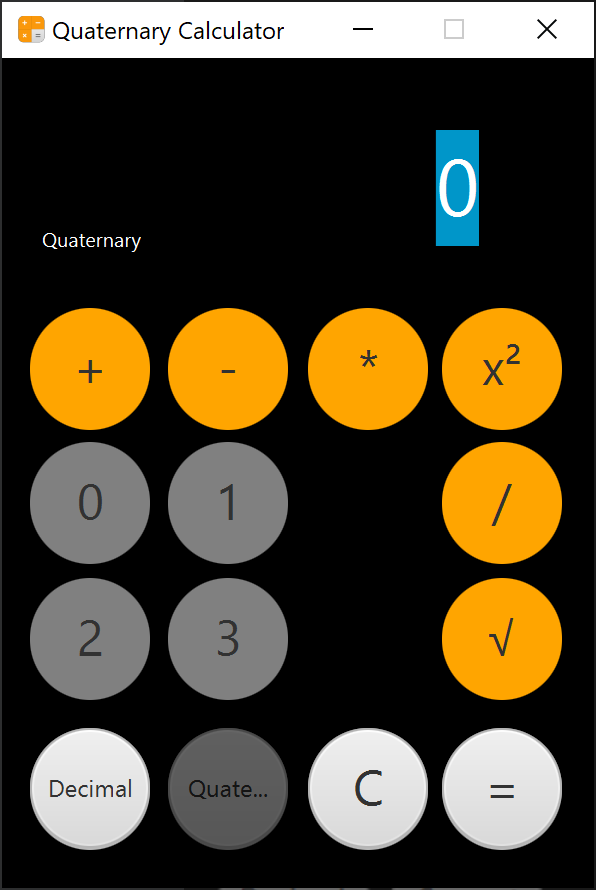 Quaternary Calculator
0
Quaternary
+ - * x²
0 1 /
2 3 √
Decimal Quate... C =